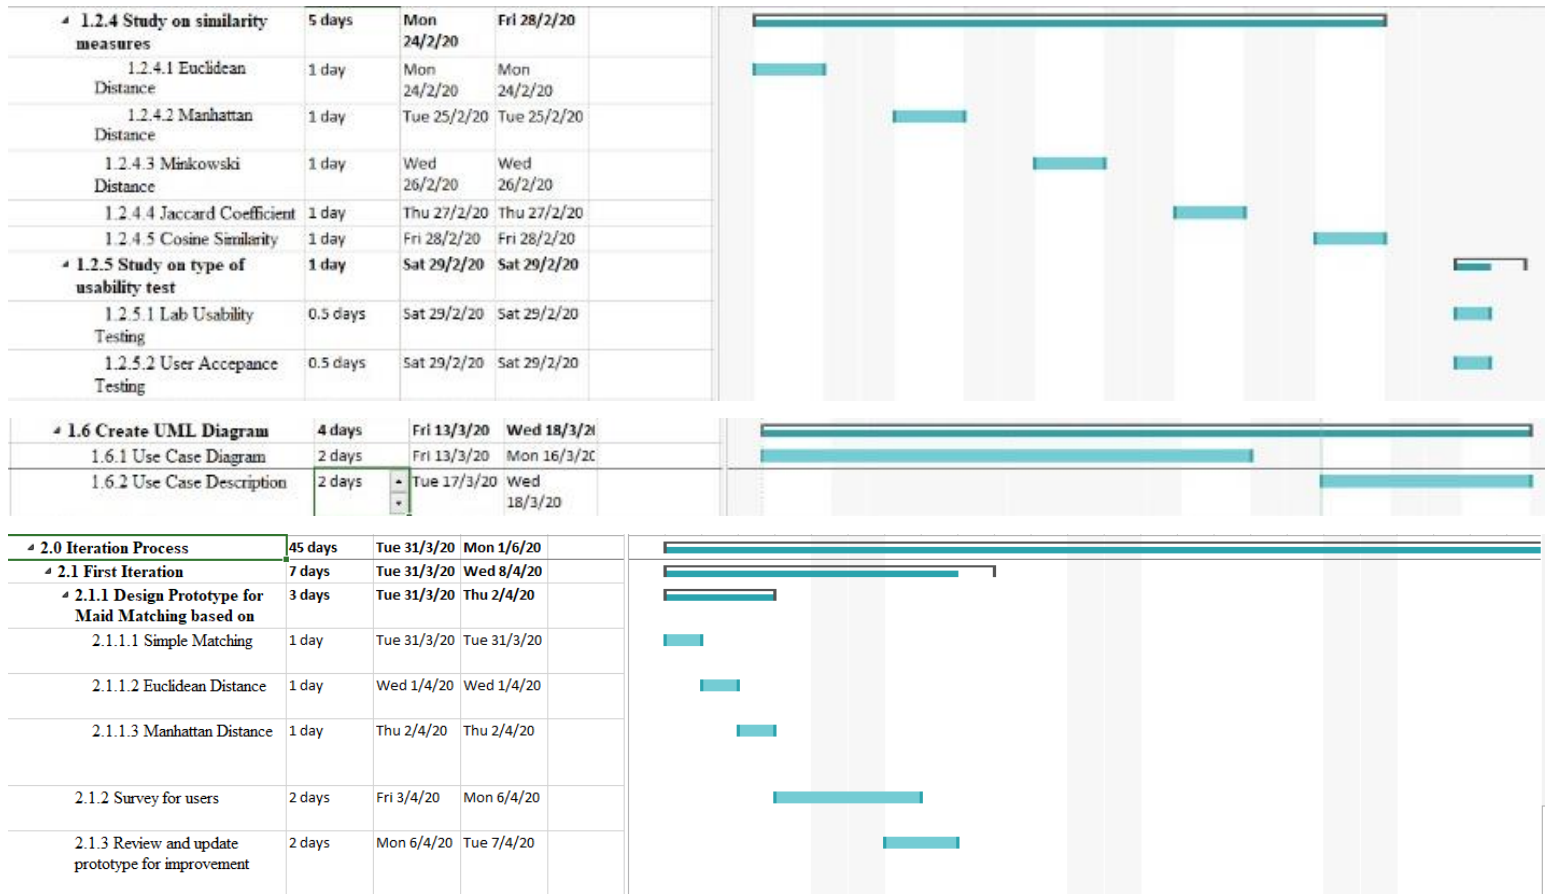 1.2.4 Study on similarity 5 days Mon Fri 28/2/20
measures 24/2/20
1.2.4.1 Euclidean 1 day Mon Mon
Distance 24/2/20 24/2/20
1.2.4.2 Manhattan 1 day Tue 25/2/20 Tue 25/2/20
Distance
1.2.4.3 Minkowski 1 day Wed Wed
Distance 26/2/20 26/2/20
1.2.4.4 Jaccard Coefficient 1 day Thu 27/2/20 Thu 27/2/20
1.2.4.5 Cosine Similarity 1 day Fri 28/2/20 Fri 28/2/20
1.2.5 Study on type of 1 day Sat 29/2/20 Sat 29/2/20
usability test
1.2.5.1 Lab Usability 0.5 days Sat 29/2/20 Sat 29/2/20
Testing
1.2.5.2 User Accepance 0.5 days Sat 29/2/20 Sat 29/2/20
Testing
1.6 Create UML Diagram 4 days Fri 13/3/20 Wed 18/3/20
1.6.1 Use Case Diagram 2 days Fri 13/3/20 Mon 16/3/20
1.6.2 Use Case Description 2 days Tue 17/3/20 Wed
18/3/20
2.0 Iteration Process 45 days Tue 31/3/20 Mon 1/6/20
2.1 First Iteration 7 days Tue 31/3/20 Wed 8/4/20
2.1.1 Design Prototype for 3 days Tue 31/3/20 Thu 2/4/20
Maid Matching based on
2.1.1.1 Simple Matching 1 day Tue 31/3/20 Tue 31/3/20
2.1.1.2 Euclidean Distance 1 day Wed 1/4/20 Wed 1/4/20
2.1.1.3 Manhattan Distance 1 day Thu 2/4/20 Thu 2/4/20
2.1.2 Survey for users 2 days Fri 3/4/20 Mon 6/4/20
2.1.3 Review and update 2 days Mon 6/4/20 Tue 7/4/20
prototype for improvement